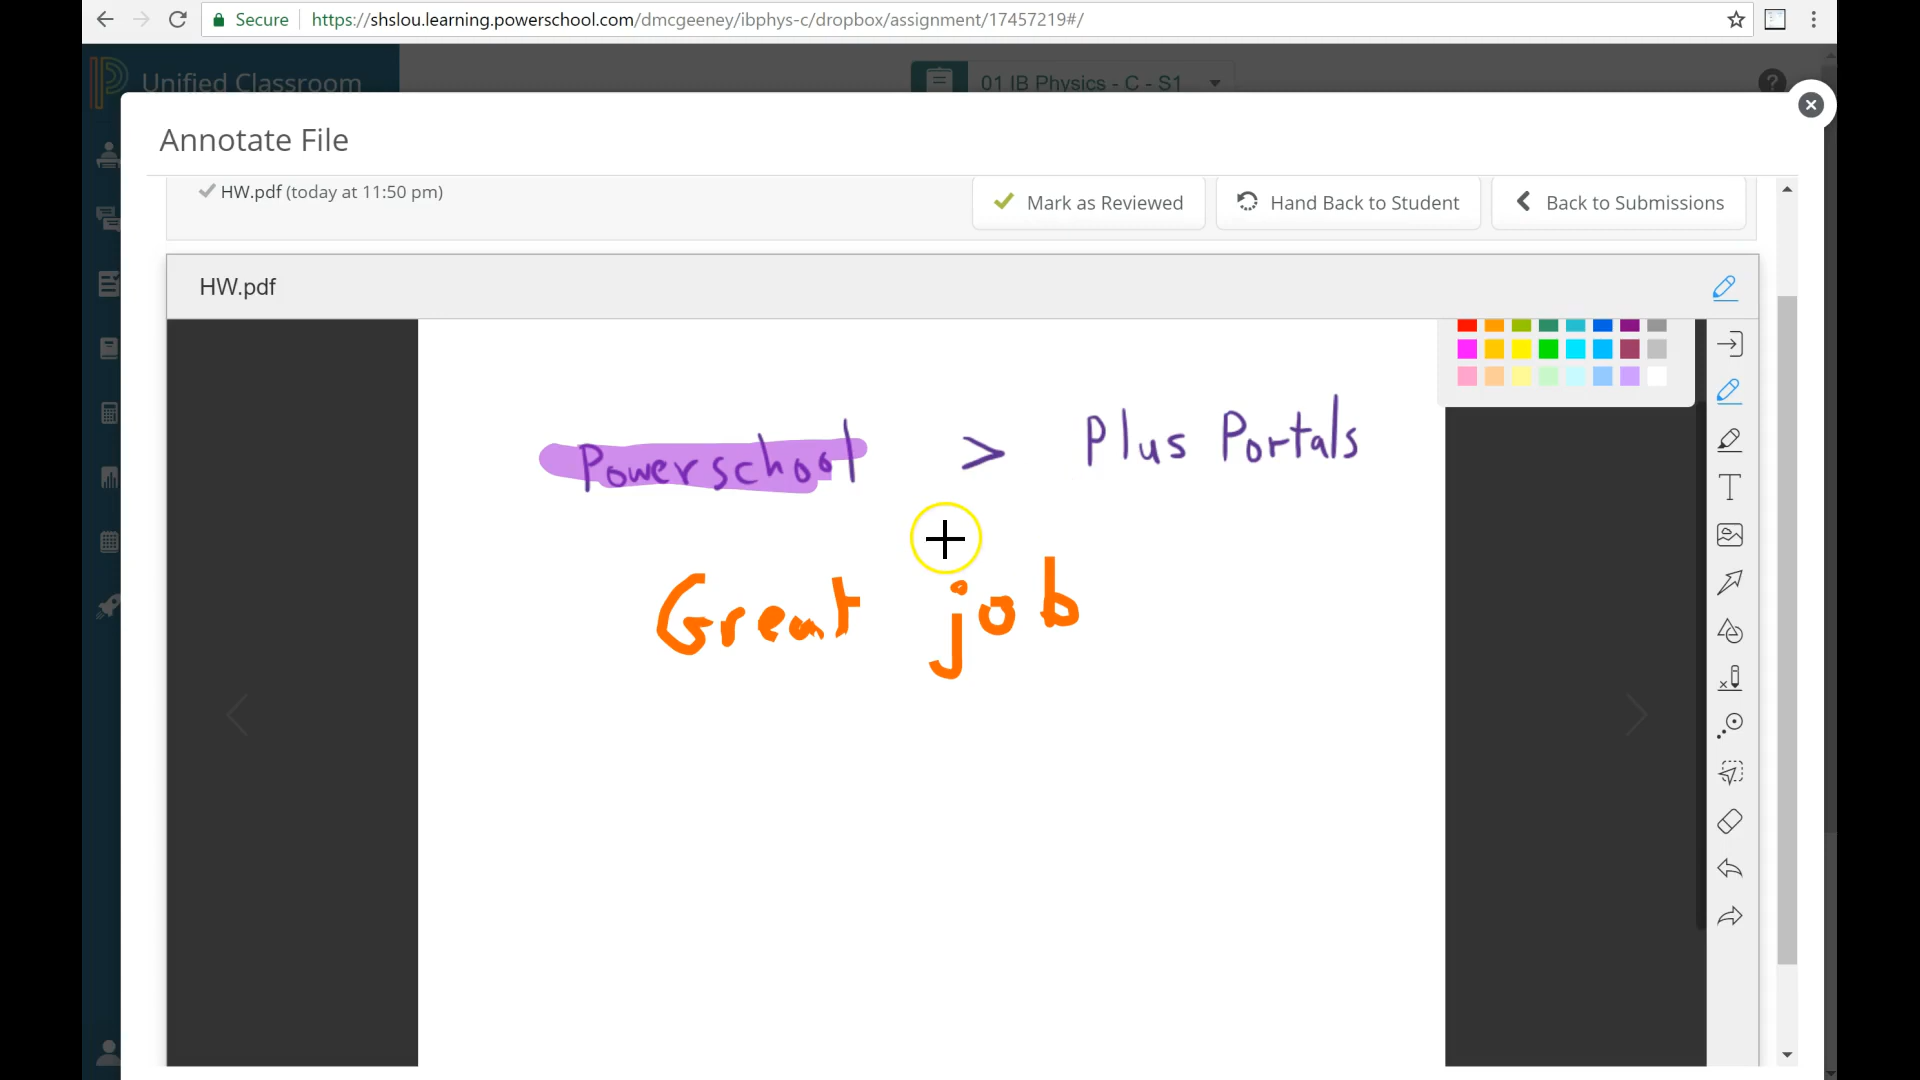 Secure https://shslou.learning.powerschool.com/dmcgeeney/ibphys-c/dropbox/assignment/17457219#/
Unified Classroom 01 IB Physics - C - S1 ?
Annotate File
HW.pdf (today at 11:50 pm) Mark as Reviewed Hand Back to Student Back to Submissions
HW.pdf
Powerschool > Plus Portals
Great job